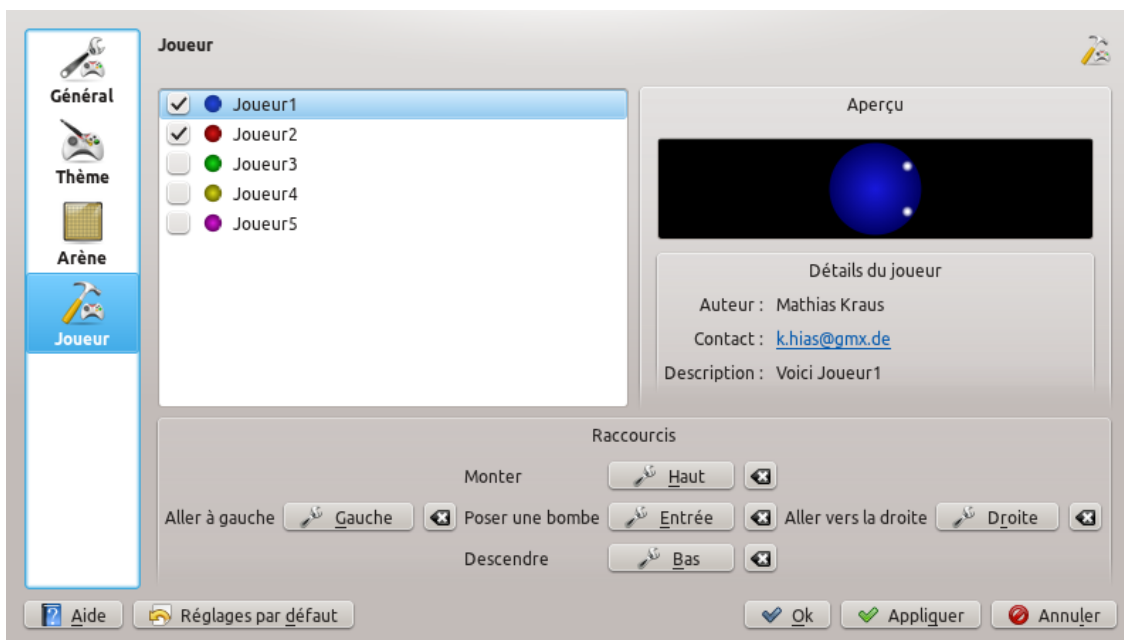 Joueur
Général
Thème
Arène
Joueur
Joueur1
Joueur2
Joueur3
Joueur4
Joueur5
Aperçu
Détails du joueur
Auteur : Mathias Kraus
Contact : k.hias@gmx.de
Description : Voici Joueur1
Raccourcis
Monter Haut
Aller à gauche Gauche Poser une bombe Entrée Aller vers la droite Droite
Descendre Bas
Aide Réglages par défaut Ok Appliquer Annuler